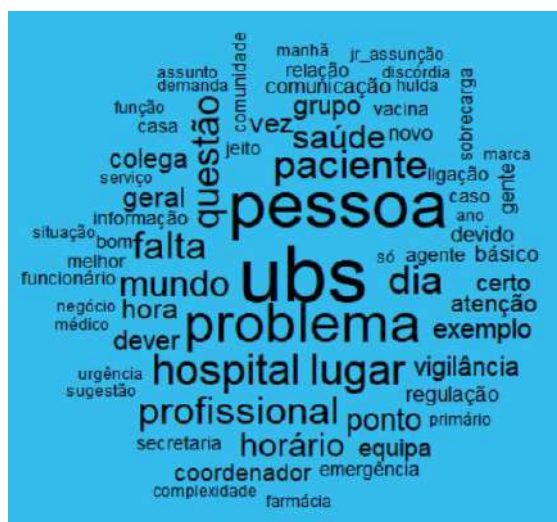 manhã jr_assunção
assunto comunidade relação discórdia
demanda comunicação hulda sobrecarga
função questão grupo vacina
casa vez saúde novo
colega jeito paciente ligação marca
serviço gente
geral pessoa caso
informação ano
situação bom falta devido
melhor ubs só agente básico
funcionário mundo dia certo
negócio hora problema atenção
médico dever exemplo
urgência hospital lugar vigilância
sugestão regulação
profissional ponto primário
secretaria horário equipa
coordenador emergência
complexidade
farmácia